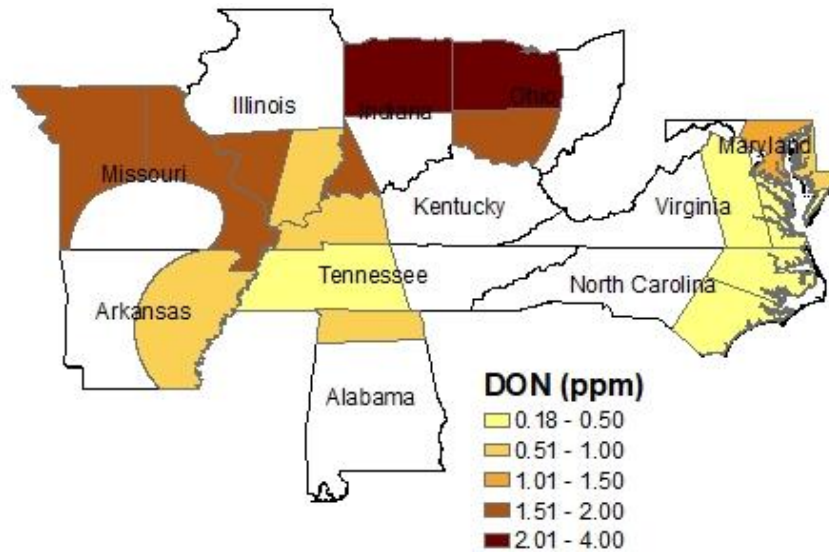 Illinois
Indiana
Ohio
Missouri
Maryland
Kentucky
Virginia
Tennessee
North Carolina
Arkansas
Alabama
DON (ppm)
0.18 - 0.50
0.51 - 1.00
1.01 - 1.50
1.51 - 2.00
2.01 - 4.00